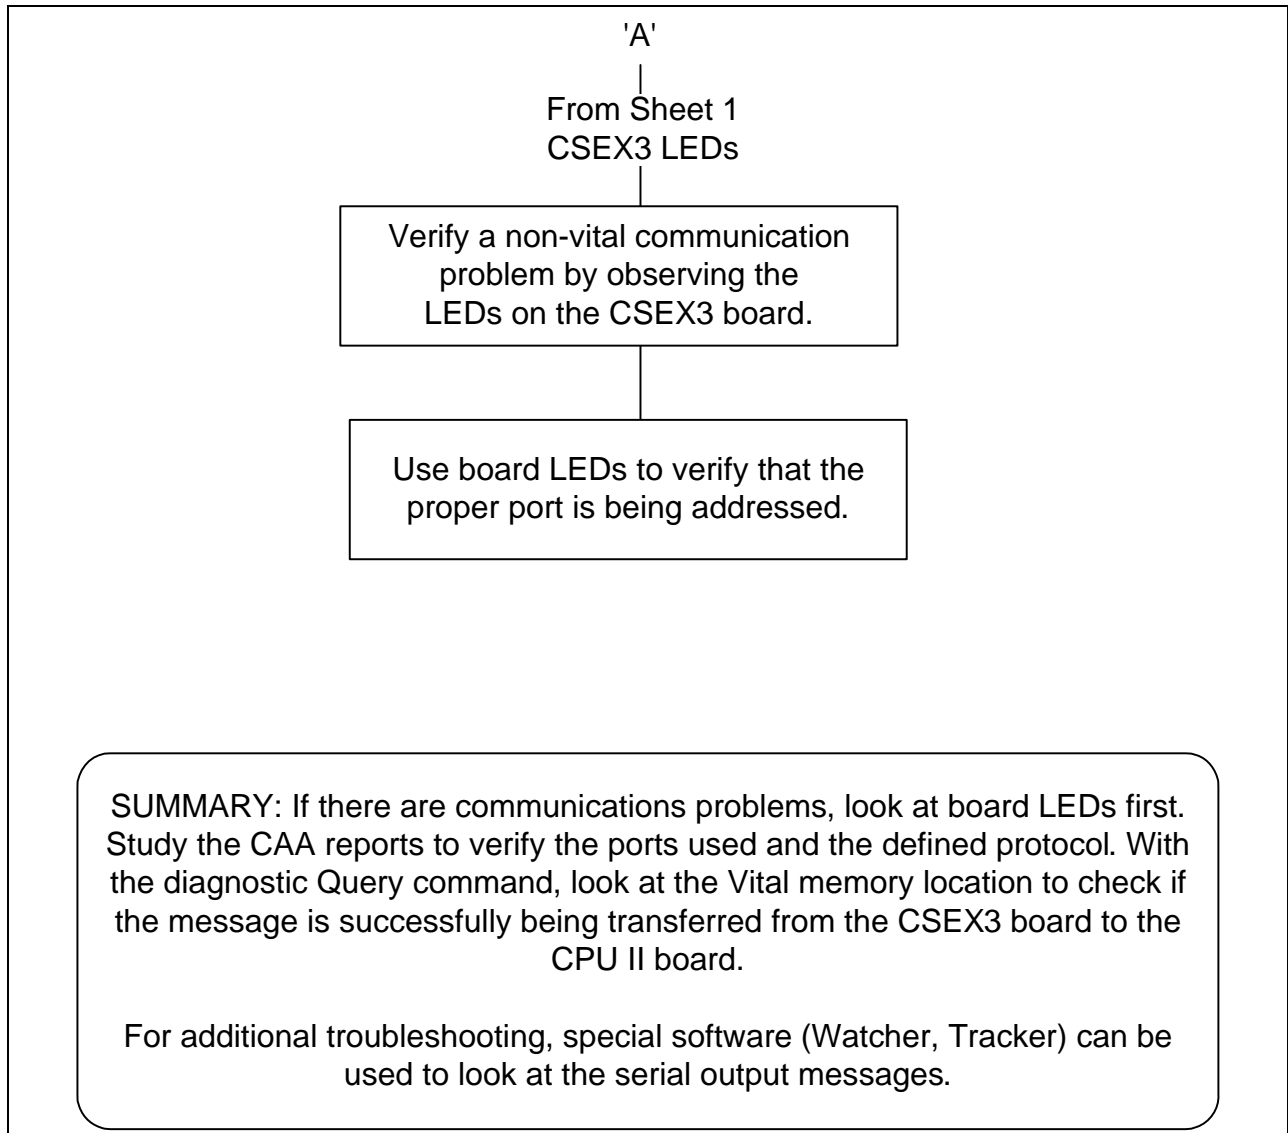 'A'
From Sheet 1
CSEX3 LEDs
Verify a non-vital communication
problem by observing the
LEDs on the CSEX3 board.
Use board LEDs to verify that the
proper port is being addressed.
SUMMARY: If there are communications problems, look at board LEDs first.
Study the CAA reports to verify the ports used and the defined protocol. With
the diagnostic Query command, look at the Vital memory location to check if
the message is successfully being transferred from the CSEX3 board to the
CPU II board.
For additional troubleshooting, special software (Watcher, Tracker) can be
used to look at the serial output messages.